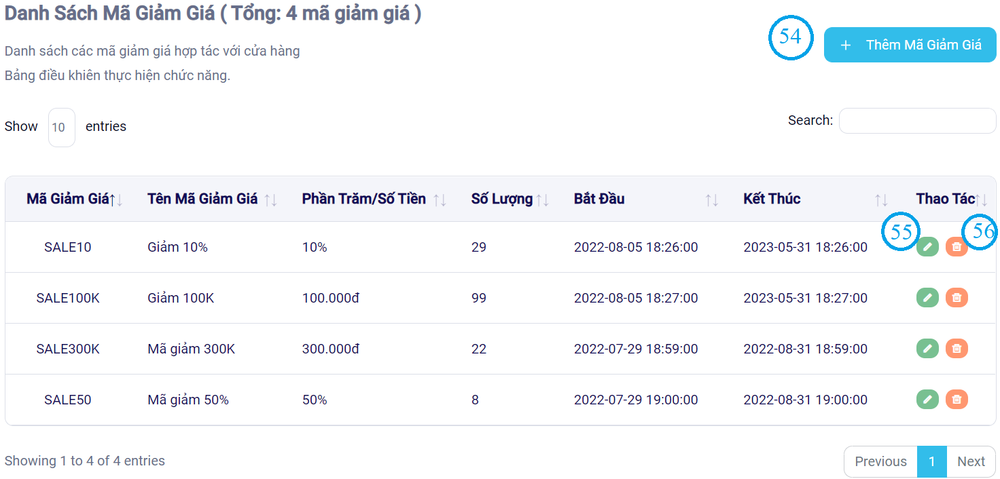 Danh Sách Mã Giảm Giá ( Tổng: 4 mã giảm giá )
54
+ Thêm Mã Giảm Giá
Danh sách các mã giảm giá hợp tác với cửa hàng
Bảng điều khiên thực hiện chức năng.
Show 10 entries
Search:
Mã Giảm Giá↑↓ Tên Mã Giảm Giá ↑↓ Phần Trăm/Số Tiền ↑↓ Số Lượng ↑↓ Bắt Đầu ↑↓ Kết Thúc ↑↓ Thao Tác ↑↓
55 56
SALE10 Giảm 10% 10% 29 2022-08-05 18:26:00 2023-05-31 18:26:00
SALE100K Giảm 100K 100.000đ 99 2022-08-05 18:27:00 2023-05-31 18:27:00
SALE300K Mã giảm 300K 300.000đ 22 2022-07-29 18:59:00 2022-08-31 18:59:00
SALE50 Mã giảm 50% 50% 8 2022-07-29 19:00:00 2022-08-31 19:00:00
Showing 1 to 4 of 4 entries
Previous 1 Next